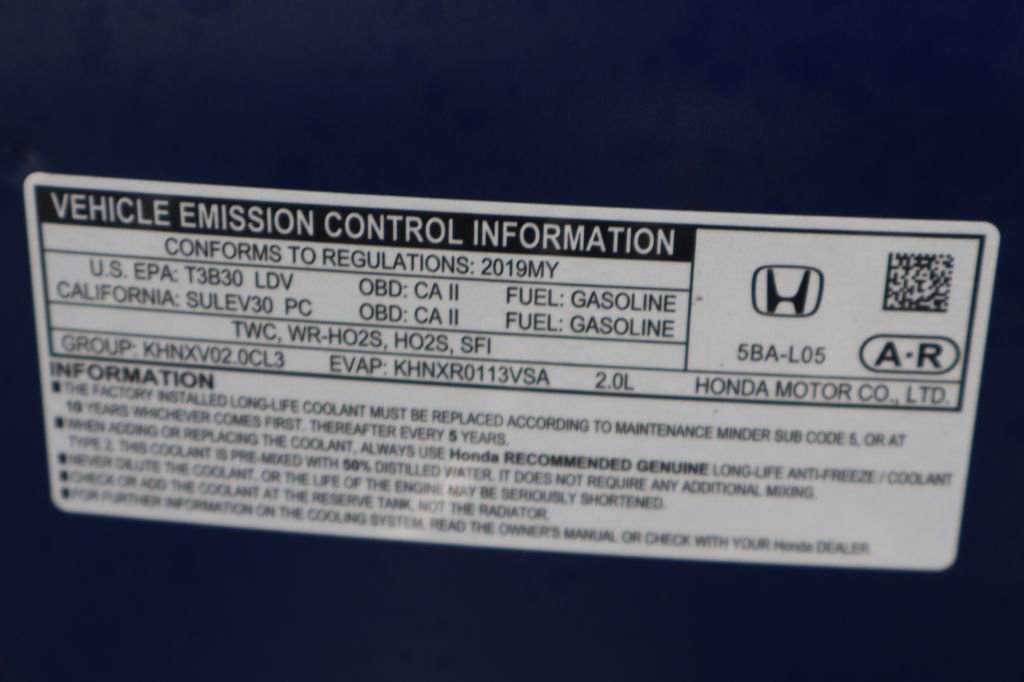 VEHICLE EMISSION CONTROL INFORMATION
CONFORMS TO REGULATIONS: 2019MY
U.S. EPA: T3B30 LDV OBD: CA II FUEL: GASOLINE
CALIFORNIA: SULEV30 PC OBD: CA II FUEL: GASOLINE
TWC, WR-HO2S, HO2S, SFI
GROUP: KHNXV02.0CL3 EVAP: KHNXR0113VSA 2.0L
5BA-L05 A·R
HONDA MOTOR CO., LTD.
INFORMATION
■THE FACTORY INSTALLED LONG-LIFE COOLANT MUST BE REPLACED ACCORDING TO MAINTENANCE MINDER SUB CODE 5, OR AT
10 YEARS WHICHEVER COMES FIRST. THEREAFTER EVERY 5 YEARS.
■WHEN ADDING OR REPLACING THE COOLANT, ALWAYS USE Honda RECOMMENDED GENUINE LONG-LIFE ANTI-FREEZE / COOLANT
TYPE 2. THIS COOLANT IS PRE-MIXED WITH 50% DISTILLED WATER. IT DOES NOT REQUIRE ANY ADDITIONAL MIXING.
■NEVER DILUTE THE COOLANT, OR THE LIFE OF THE ENGINE MAY BE SERIOUSLY SHORTENED.
■CHECK OR ADD THE COOLANT AT THE RESERVE TANK, NOT THE RADIATOR.
■FOR FURTHER INFORMATION ON THE COOLING SYSTEM, READ THE OWNER'S MANUAL OR CHECK WITH YOUR Honda DEALER.